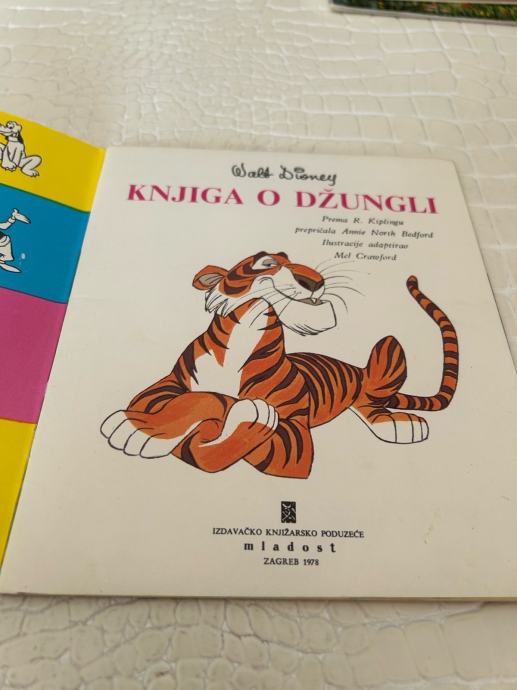 Walt Disney
KNJIGA O DŽUNGLI
Prema R. Kiplingu
prepričala Annie North Bedford
Ilustracije adaptirao
Mel Crawford
IZDAVAČKO KNJIŽARSKO PODUZEĆE
mladost
ZAGREB 1978